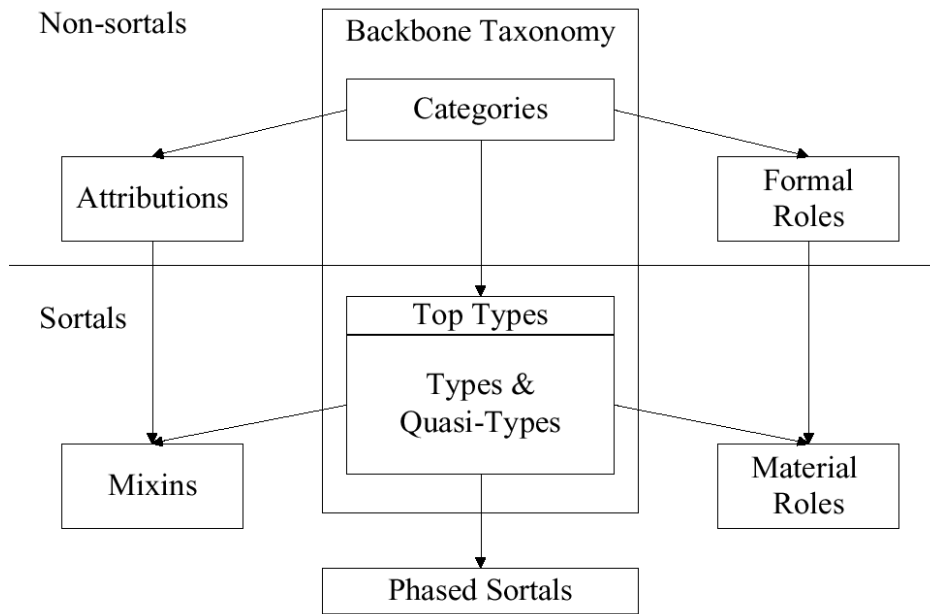 Non-sortals
Backbone Taxonomy
Categories
Attributions
Formal
Roles
Sortals
Top Types
Types &
Quasi-Types
Mixins
Material
Roles
Phased Sortals